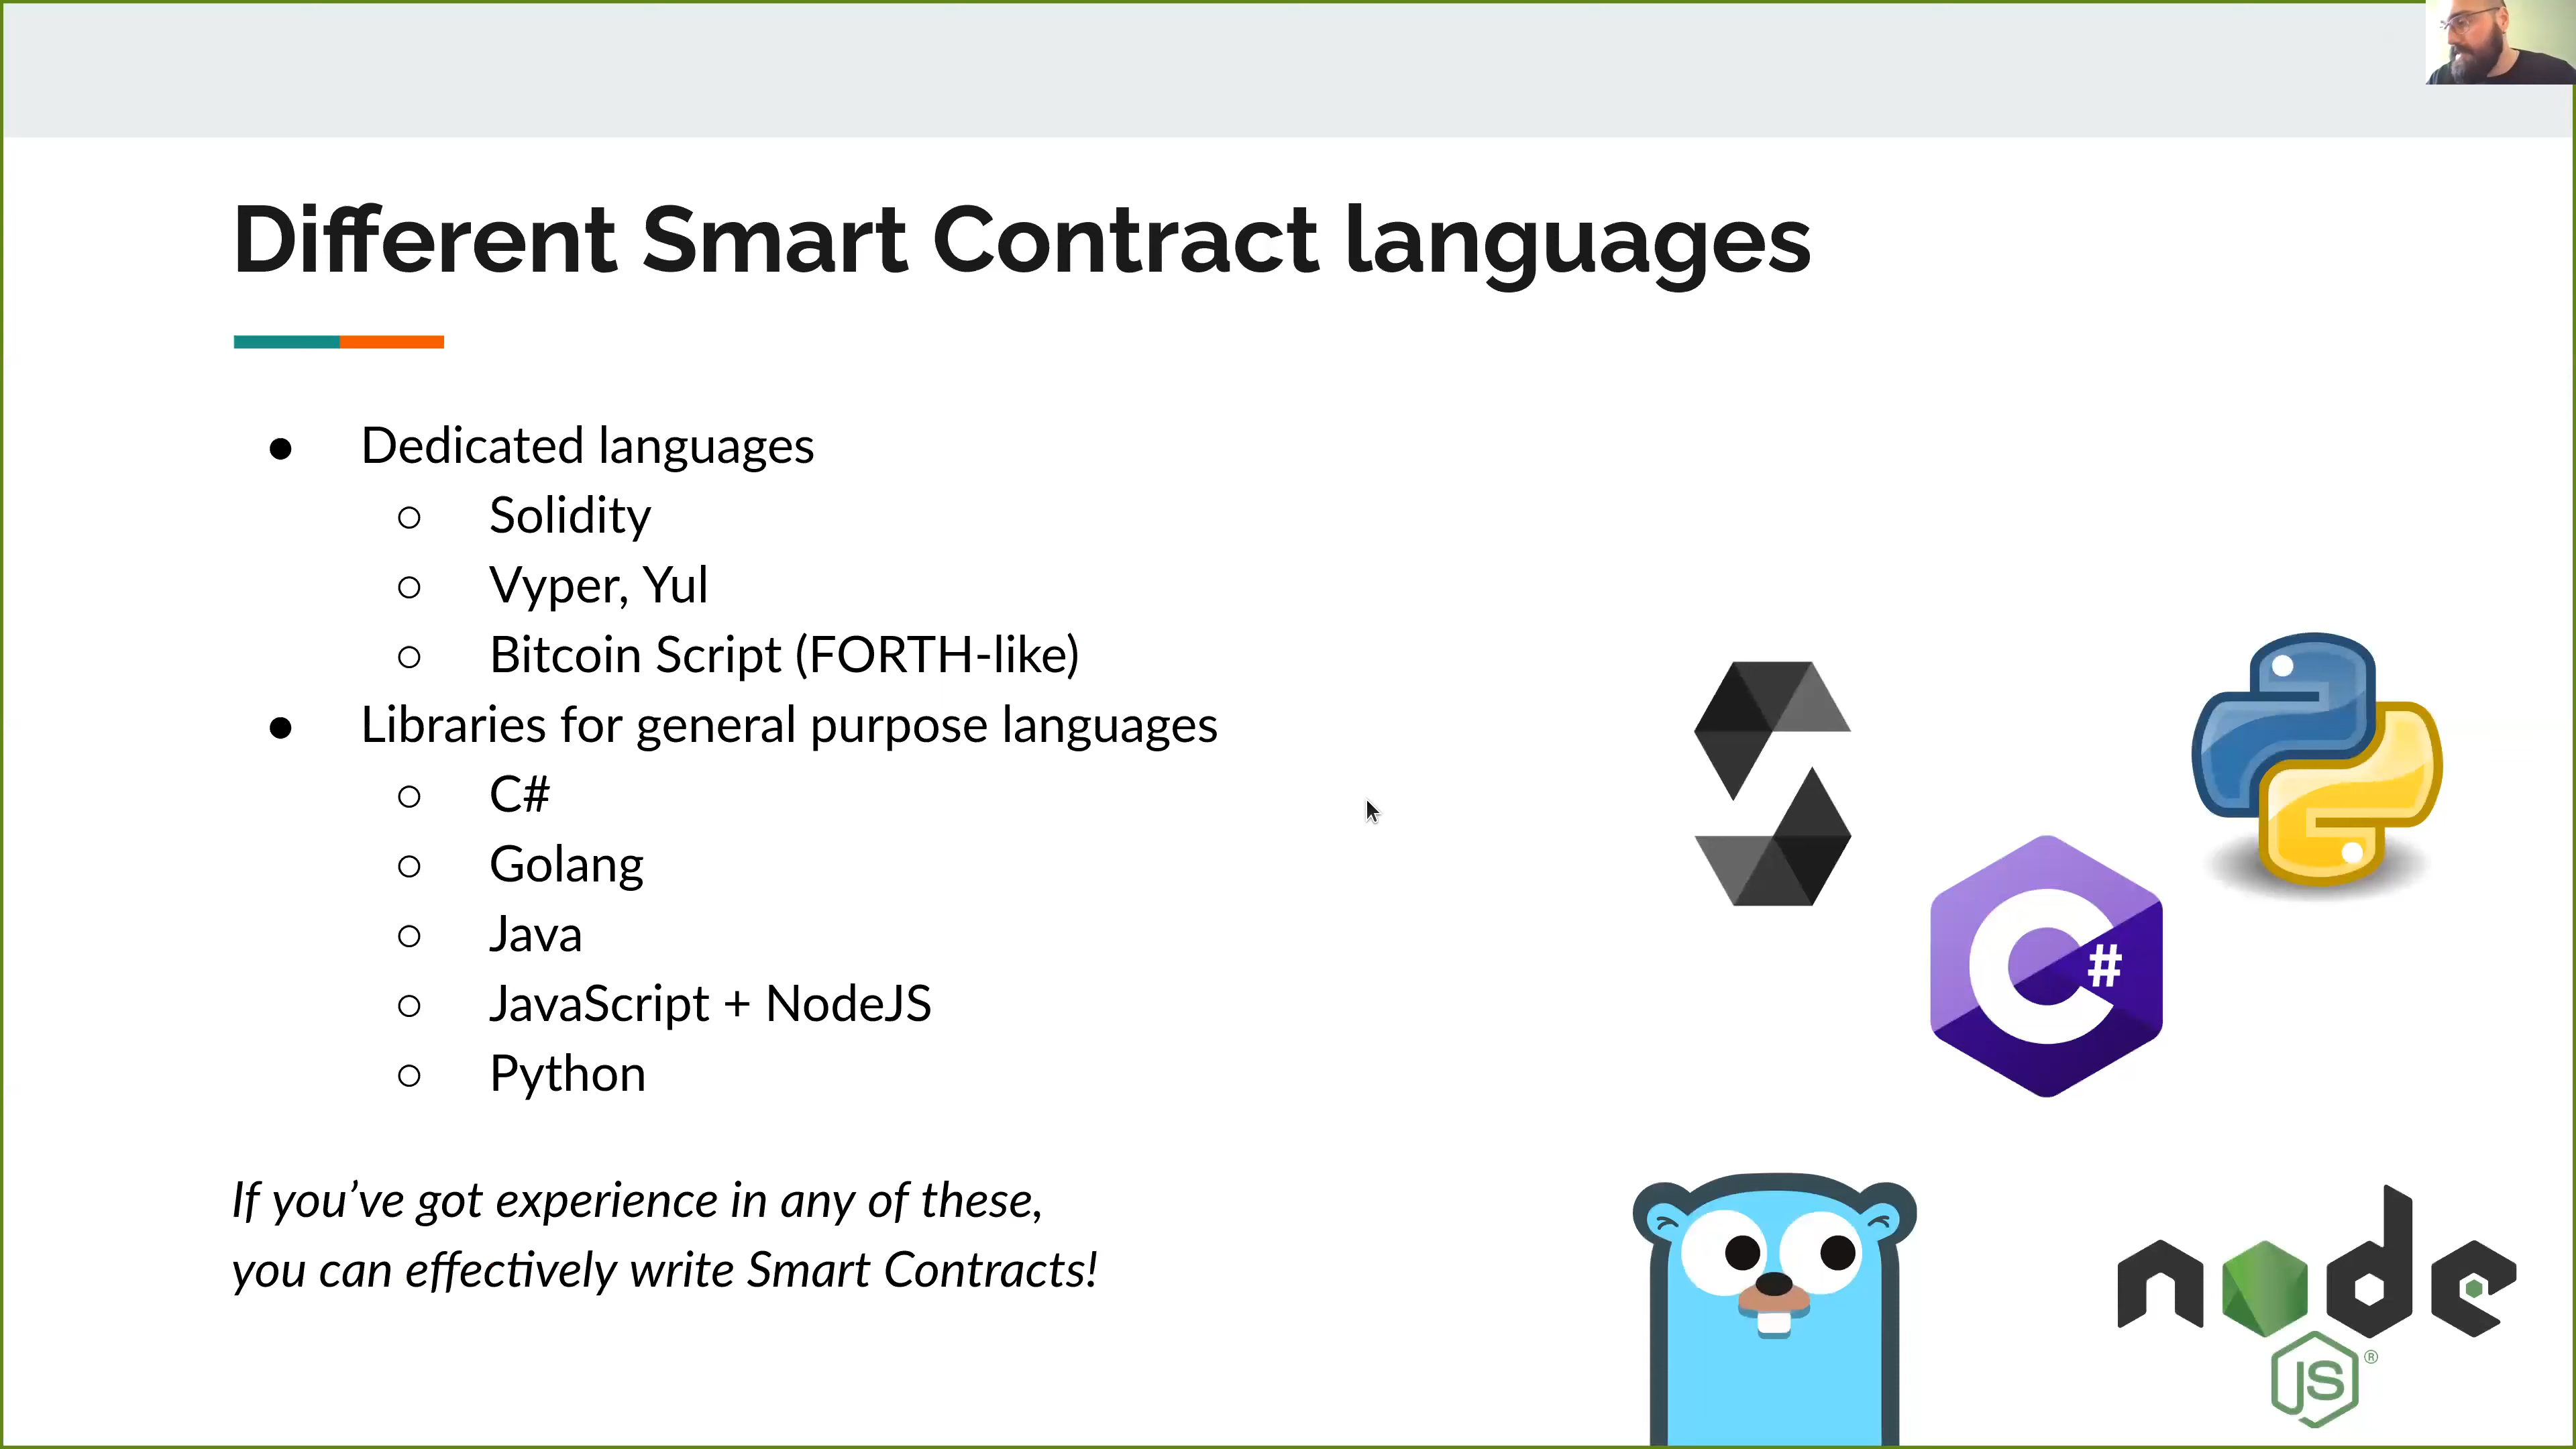 Different Smart Contract languages
● Dedicated languages
○ Solidity
○ Vyper, Yul
○ Bitcoin Script (FORTH-like)
● Libraries for general purpose languages
○ C#
○ Golang
○ Java
○ JavaScript + NodeJS
○ Python
If you’ve got experience in any of these,
you can effectively write Smart Contracts!
C#
node
JS®